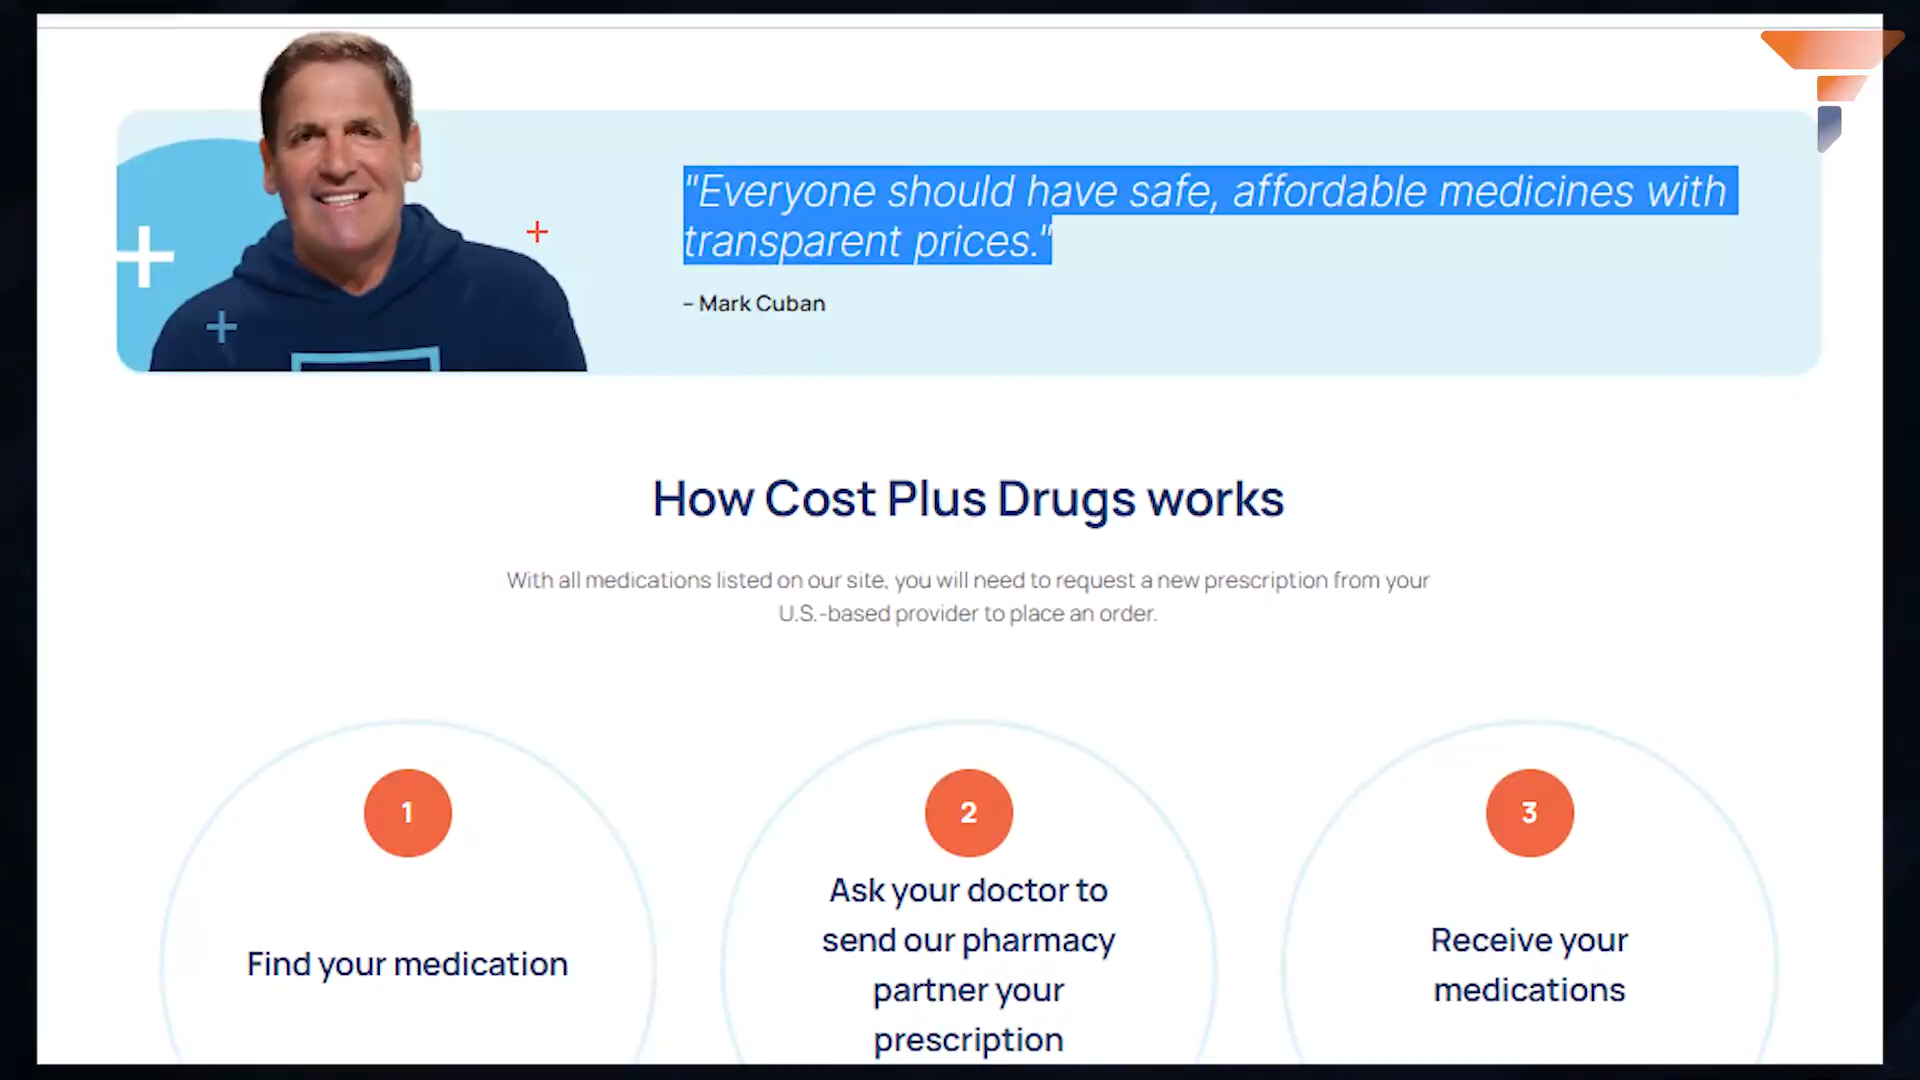 "Everyone should have safe, affordable medicines with
transparent prices."
– Mark Cuban
How Cost Plus Drugs works
With all medications listed on our site, you will need to request a new prescription from your
U.S.-based provider to place an order.
1
Find your medication
2
Ask your doctor to
send our pharmacy
partner your
prescription
3
Receive your
medications